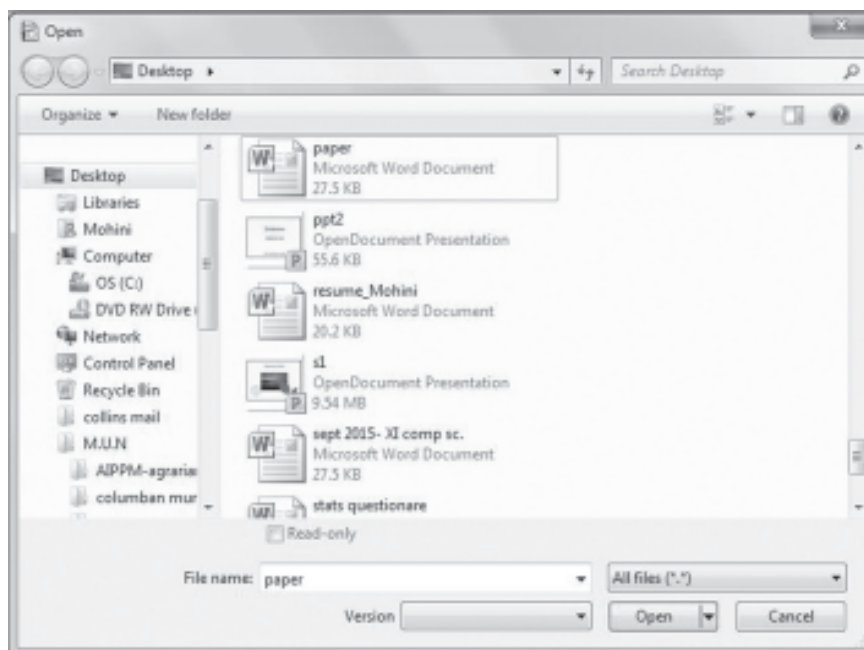 Open
Desktop
Search Desktop
Organize
New folder
Desktop
Libraries
Mohini
Computer
OS (C:)
DVD RW Drive
Network
Control Panel
Recycle Bin
collins mail
M.U.N
AIPPM-agraria
columban mur
paper
Microsoft Word Document
27.5 KB
ppt2
OpenDocument Presentation
55.6 KB
resume_Mohini
Microsoft Word Document
20.2 KB
s1
OpenDocument Presentation
9.54 MB
sept 2015- XI comp sc.
Microsoft Word Document
27.5 KB
stats questionare
Read-only
File name: paper
All files (*.*)
Version
Open
Cancel